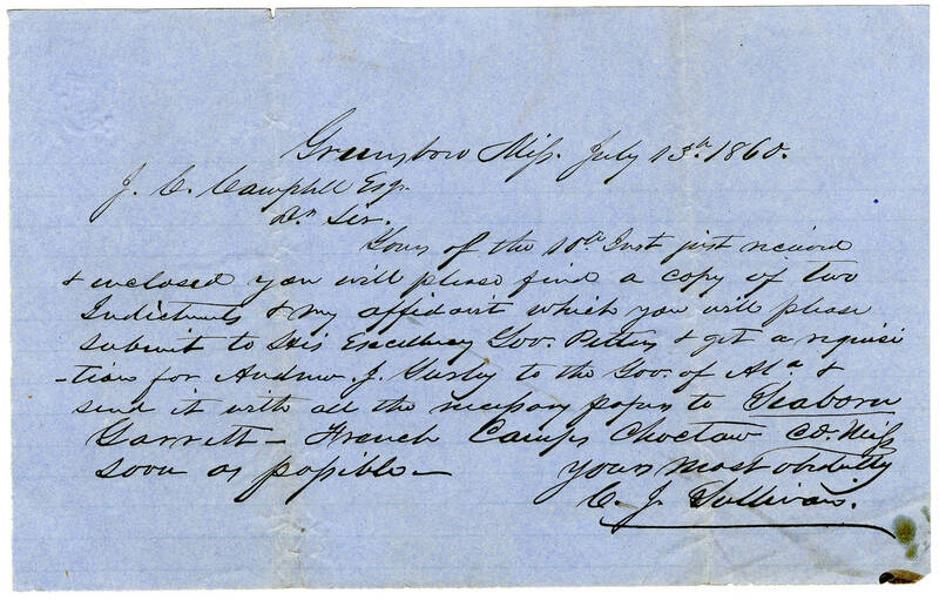 Greensboro Miss. July 13th. 1860.
J. C. Campbell Esq.
Dr. Sir.
Yours of the 10th Inst just received
& enclosed you will please find a copy of two
Indictments & my affidavit which you will please
submit to His Excellency Gov. Pettus & get a requisi
-tion for Andrew. J. to the Gov. of Ala &
send it with all the necessary papers to Seaborn
Garrett - French Camps Choctaw Co. Miss
soon as possible -
Yours most obdtly
C. J. Sullivan.